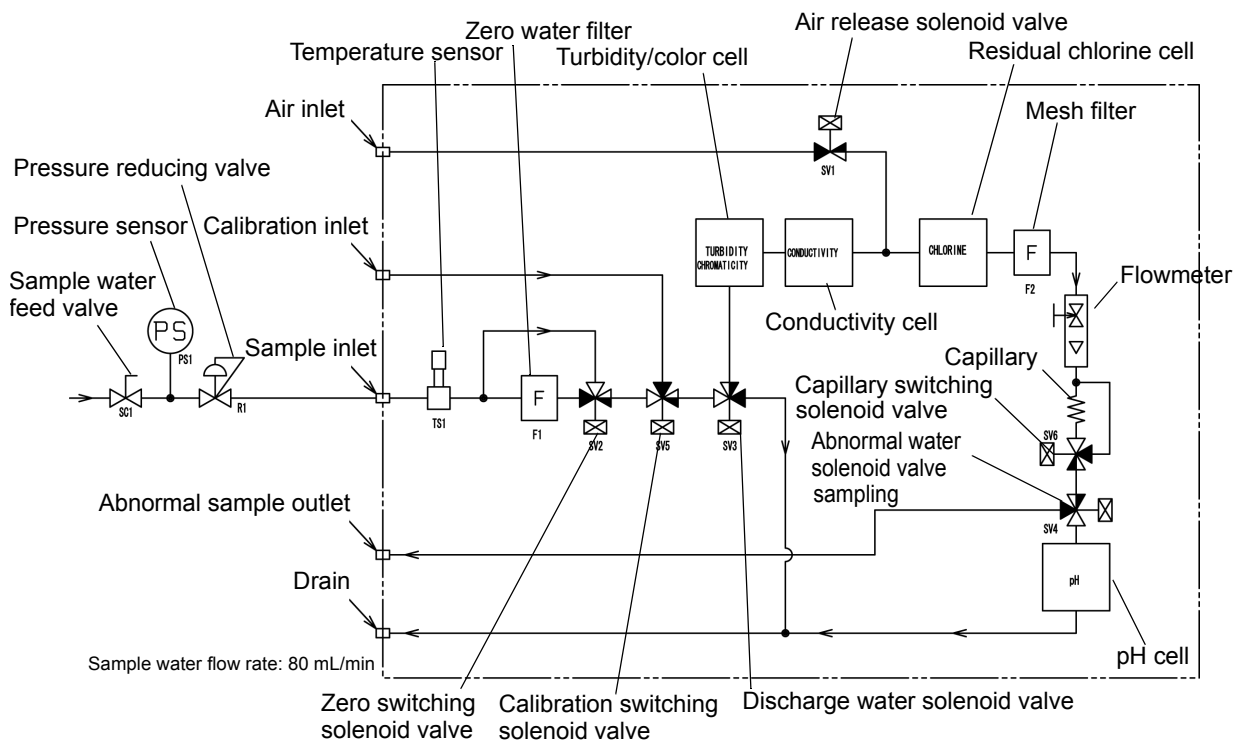 Air release solenoid valve
Zero water filter
Turbidity/color cell
Residual chlorine cell
Temperature sensor
Air inlet
Mesh filter
SV1
Pressure reducing valve
Pressure sensor
Calibration inlet
TURBIDITY
CHROMATICITY
CONDUCTIVITY
CHLORINE
F
F2
Flowmeter
Sample water
feed valve
PS
PS1
Conductivity cell
Sample inlet
Capillary
Capillary switching
solenoid valve
SC1
R1
TS1
F
F1
SV2
SV5
SV3
SV6
Abnormal water
solenoid valve
sampling
Abnormal sample outlet
SV4
Drain
pH
Sample water flow rate: 80 mL/min
pH cell
Zero switching
solenoid valve
Calibration switching
solenoid valve
Discharge water solenoid valve